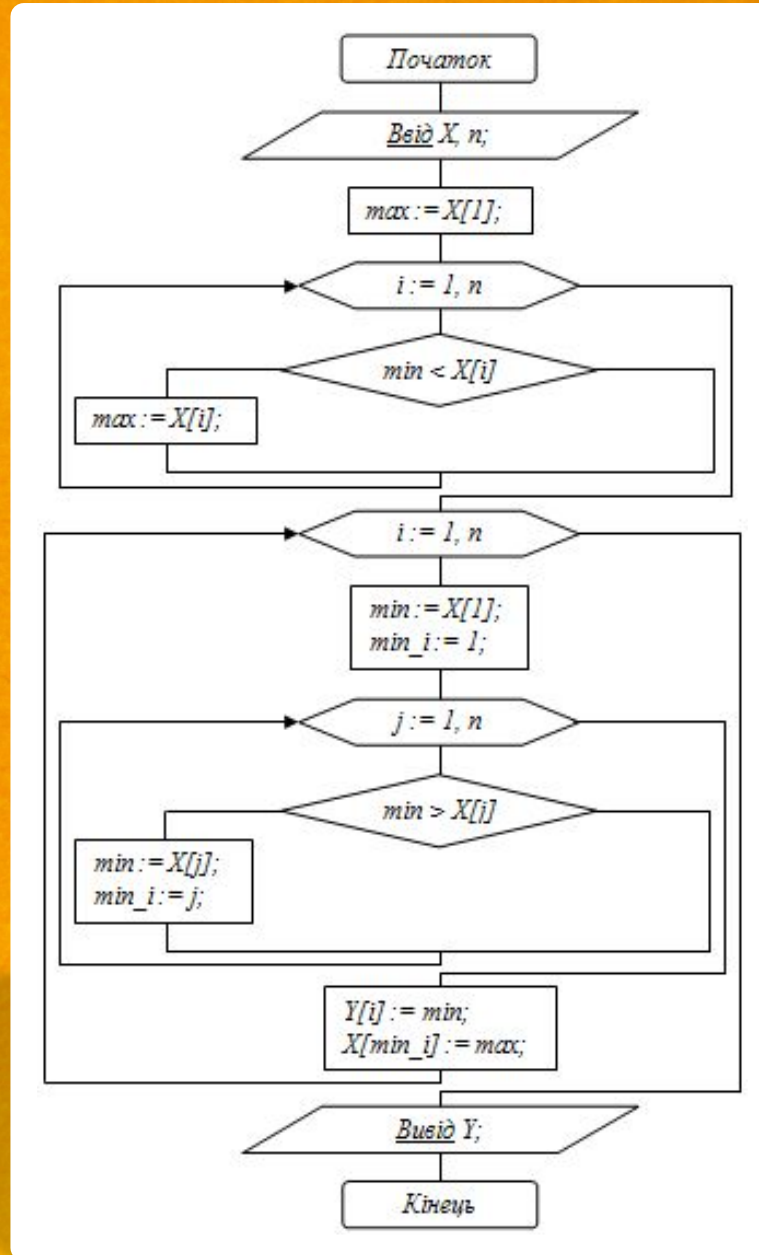 Початок
Ввід X, n;
max := X[1];
i := 1, n
min < X[i]
max := X[i];
i := 1, n
min := X[1];
min_i := 1;
j := 1, n
min > X[j]
min := X[j];
min_i := j;
Y[i] := min;
X[min_i] := max;
Вивід Y;
Кінець